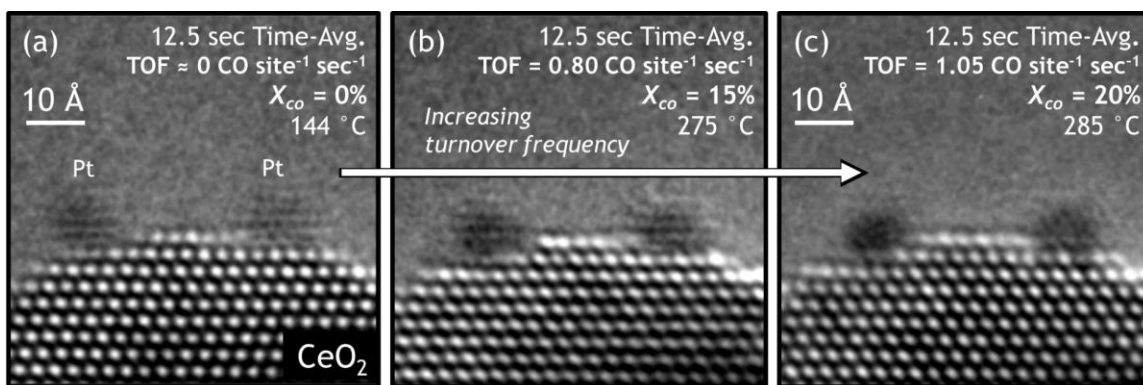 (a)
12.5 sec Time-Avg.
TOF ≈ 0 CO site⁻¹ sec⁻¹
X_co = 0%
144 °C
10 Å
Pt
Pt
CeO₂
(b)
12.5 sec Time-Avg.
TOF = 0.80 CO site⁻¹ sec⁻¹
X_co = 15%
275 °C
Increasing
turnover frequency
(c)
12.5 sec Time-Avg.
TOF = 1.05 CO site⁻¹ sec⁻¹
X_co = 20%
285 °C
10 Å